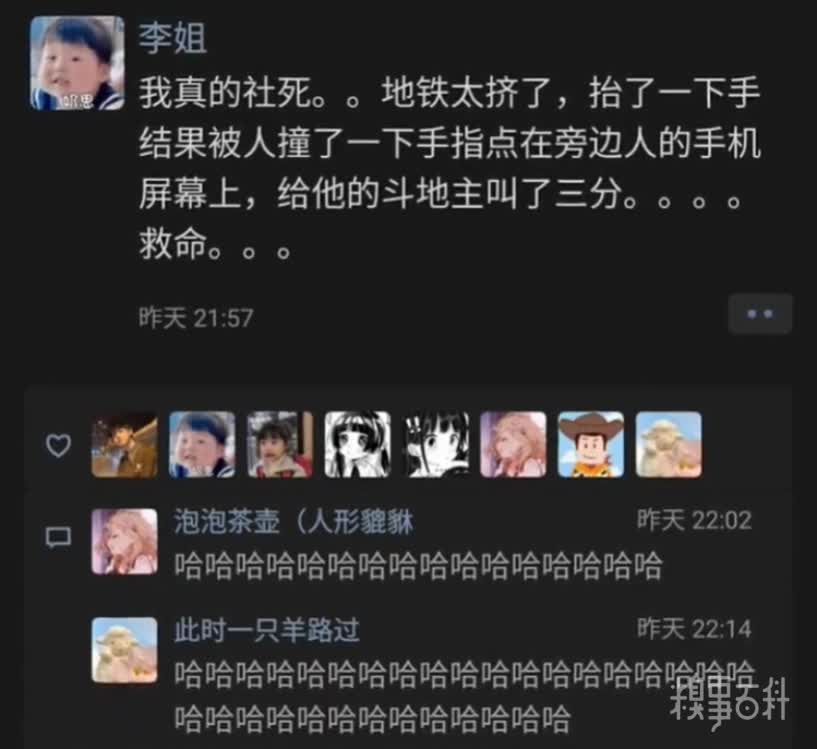 李姐
我真的社死。。地铁太挤了，抬了一下手
结果被人撞了一下手指点在旁边人的手机
屏幕上，给他的斗地主叫了三分。。。。
救命。。。
昨天 21:57
泡泡茶壶（人形貔貅
昨天 22:02
哈哈哈哈哈哈哈哈哈哈哈哈哈哈哈哈
此时一只羊路过
昨天 22:14
哈哈哈哈哈哈哈哈哈哈哈哈哈哈哈哈哈哈哈
哈哈哈哈哈哈哈哈哈哈哈哈哈
糗事百科